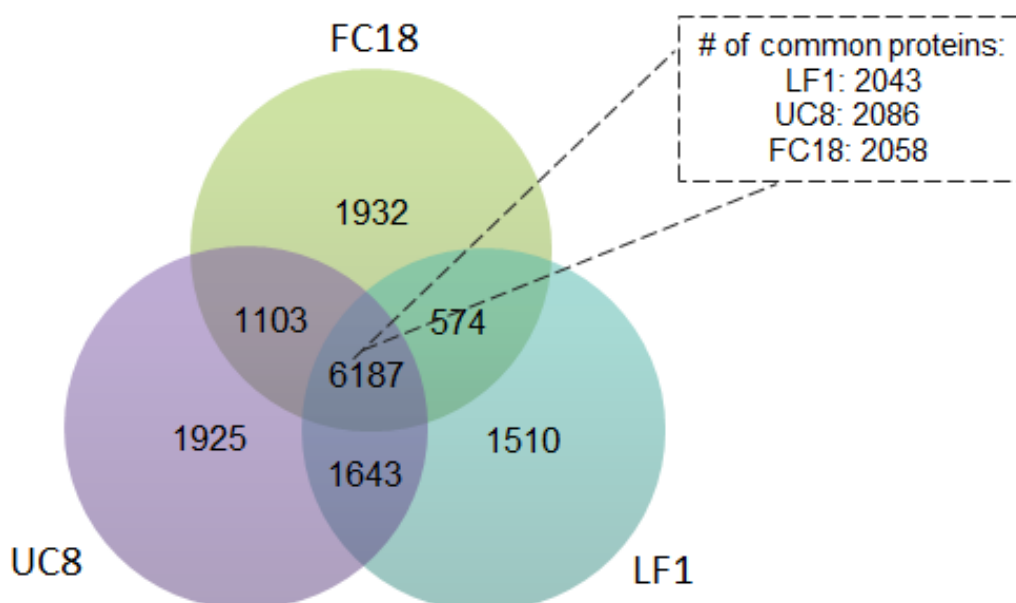 FC18
# of common proteins:
LF1: 2043
UC8: 2086
FC18: 2058
1932
1103
574
6187
1925
1510
1643
UC8
LF1